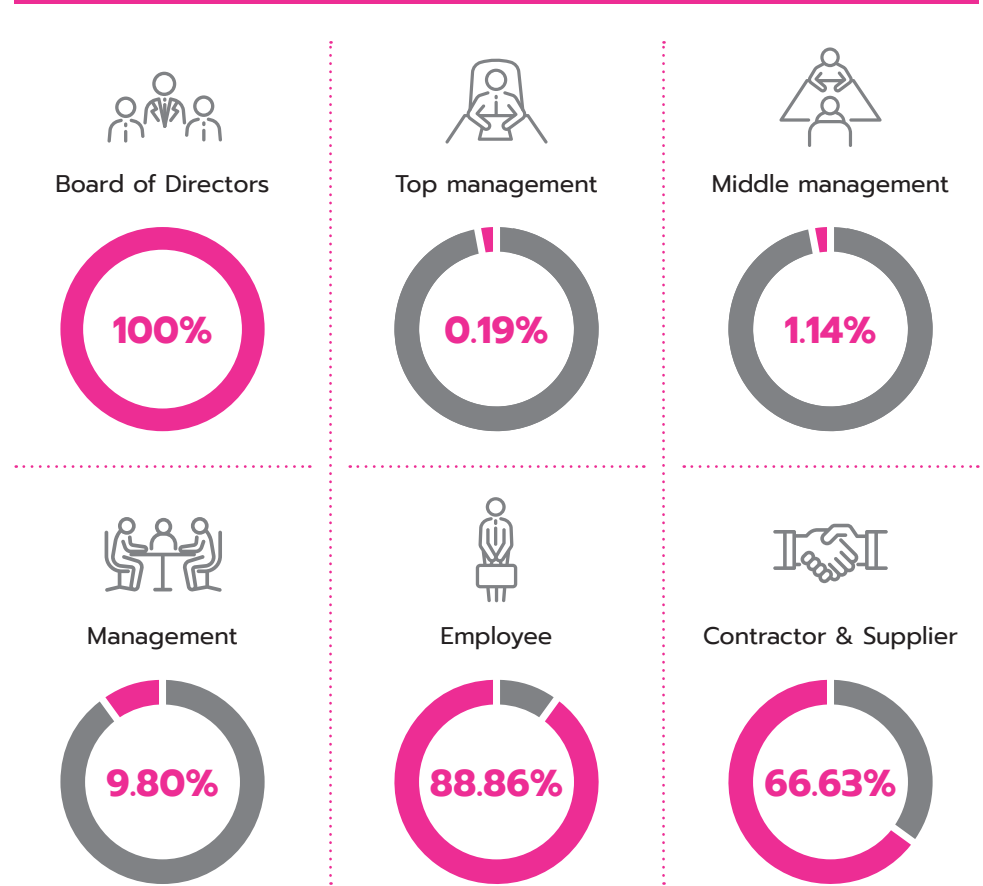 Board of Directors
100%
Top management
0.19%
Middle management
1.14%
Management
9.80%
Employee
88.86%
Contractor & Supplier
66.63%